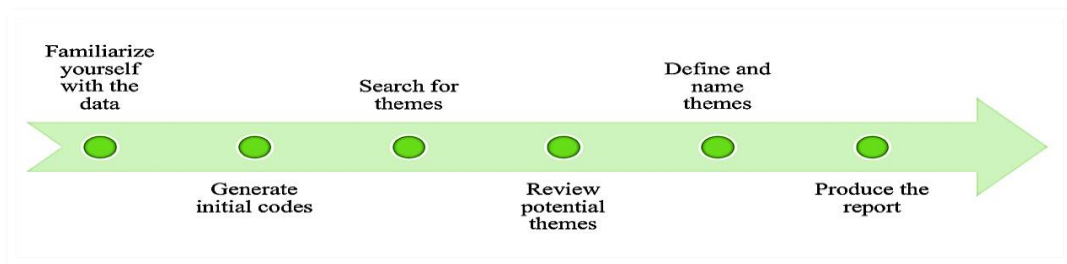 Familiarize
yourself
with the
data
Generate
initial codes
Search for
themes
Review
potential
themes
Define and
name
themes
Produce the
report